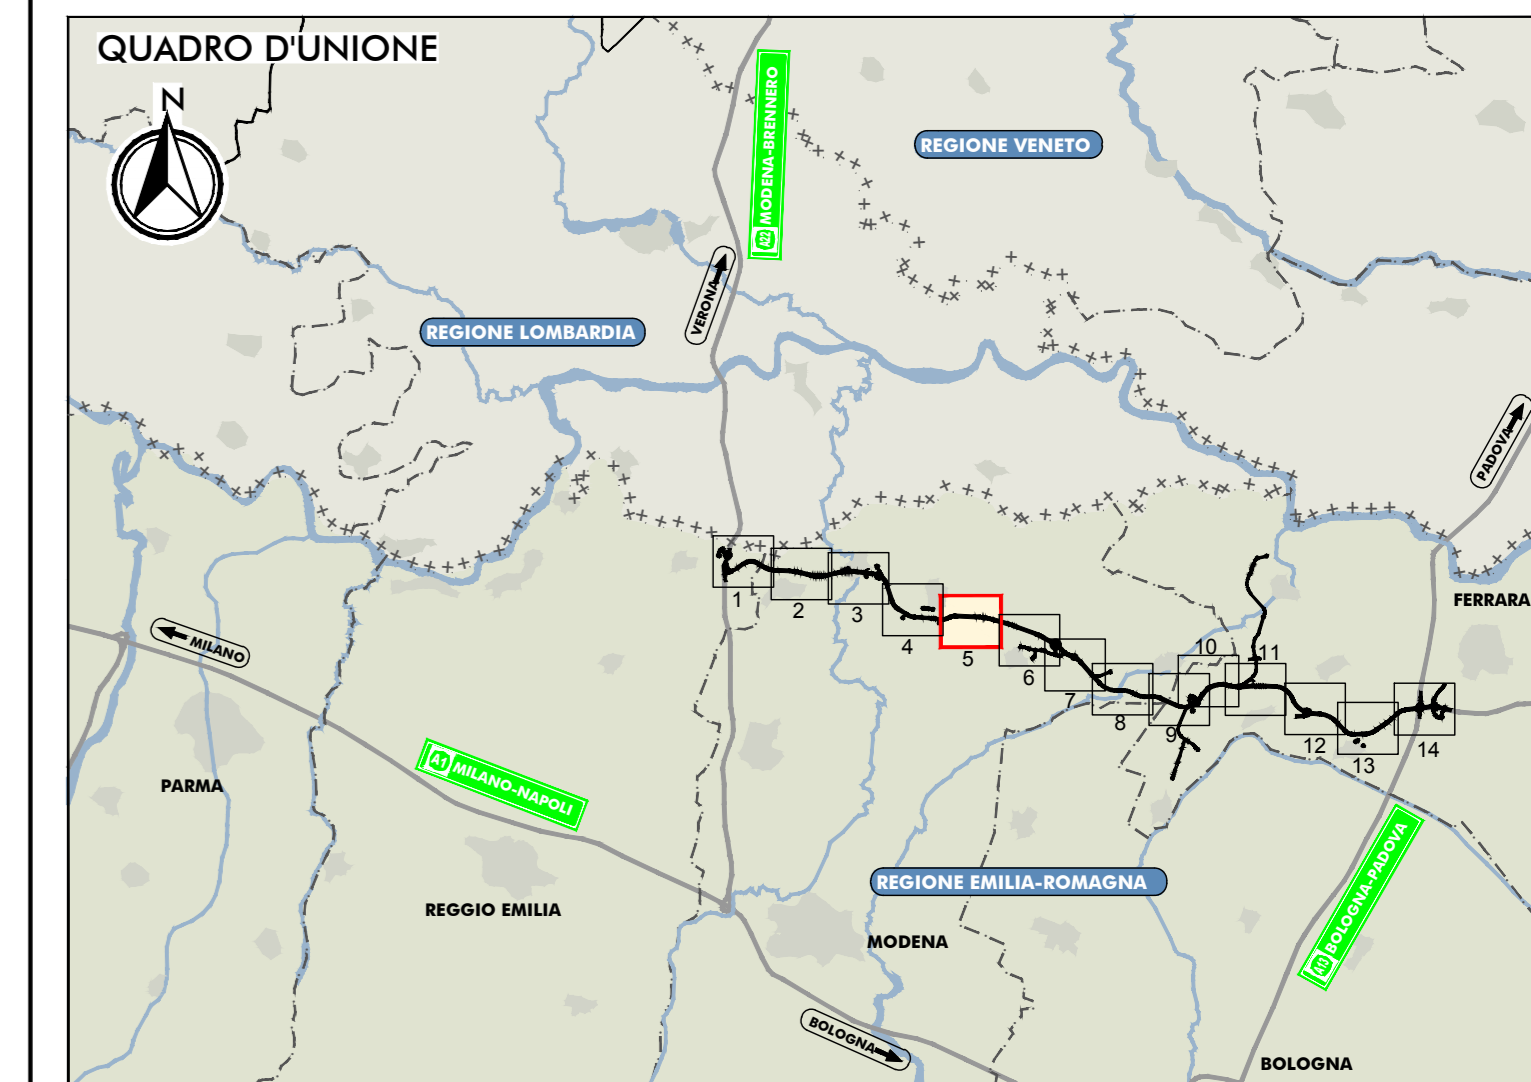 QUADRO D'UNIONE
N
A22 MODENA-BRENNERO
REGIONE VENETO
VERONA
REGIONE LOMBARDIA
PADOVA
FERRARA
1
2
3
4
5
6
7
8
9
10
11
12
13
14
MILANO
PARMA
A1 MILANO-NAPOLI
REGGIO EMILIA
REGIONE EMILIA-ROMAGNA
MODENA
A13 BOLOGNA-PADOVA
BOLOGNA
BOLOGNA